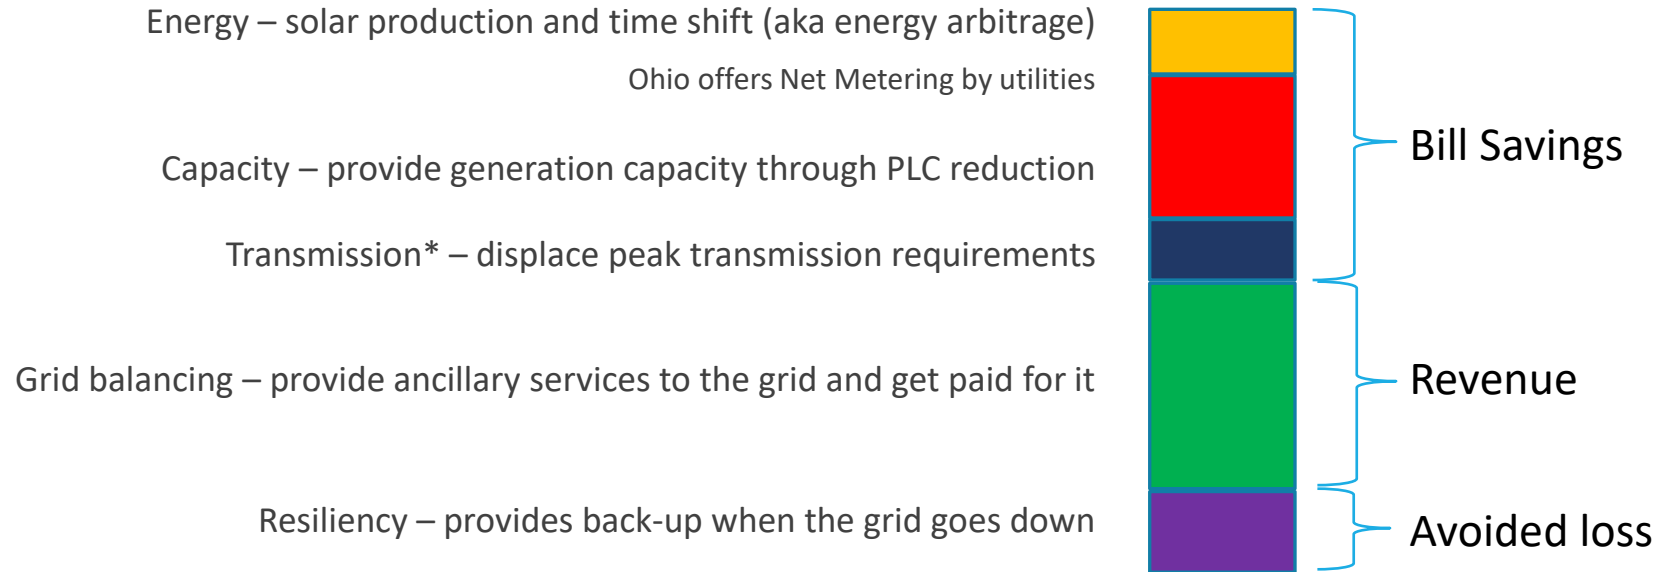 Energy – solar production and time shift (aka energy arbitrage)
Ohio offers Net Metering by utilities
Capacity – provide generation capacity through PLC reduction
Transmission* – displace peak transmission requirements
Grid balancing – provide ancillary services to the grid and get paid for it
Resiliency – provides back-up when the grid goes down
Bill Savings
Revenue
Avoided loss